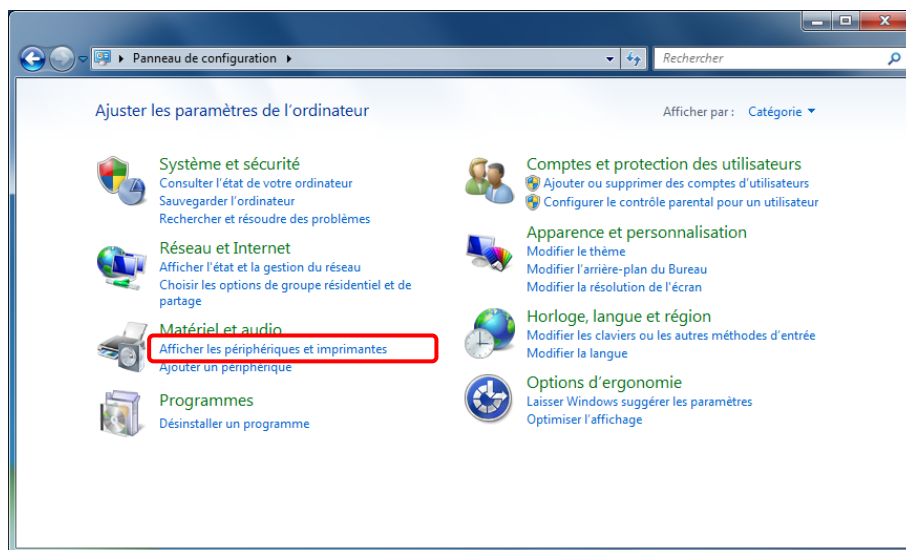 Panneau de configuration
Rechercher
Ajuster les paramètres de l'ordinateur
Afficher par : Catégorie
Système et sécurité
Consulter l'état de votre ordinateur
Sauvegarder l'ordinateur
Rechercher et résoudre des problèmes
Réseau et Internet
Afficher l'état et la gestion du réseau
Choisir les options de groupe résidentiel et de
partage
Matériel et audio
Afficher les périphériques et imprimantes
Ajouter un périphérique
Programmes
Désinstaller un programme
Comptes et protection des utilisateurs
Ajouter ou supprimer des comptes d'utilisateurs
Configurer le contrôle parental pour un utilisateur
Apparence et personnalisation
Modifier le thème
Modifier l'arrière-plan du Bureau
Modifier la résolution de l'écran
Horloge, langue et région
Modifier les claviers ou les autres méthodes d'entrée
Modifier la langue
Options d'ergonomie
Laisser Windows suggérer les paramètres
Optimiser l'affichage